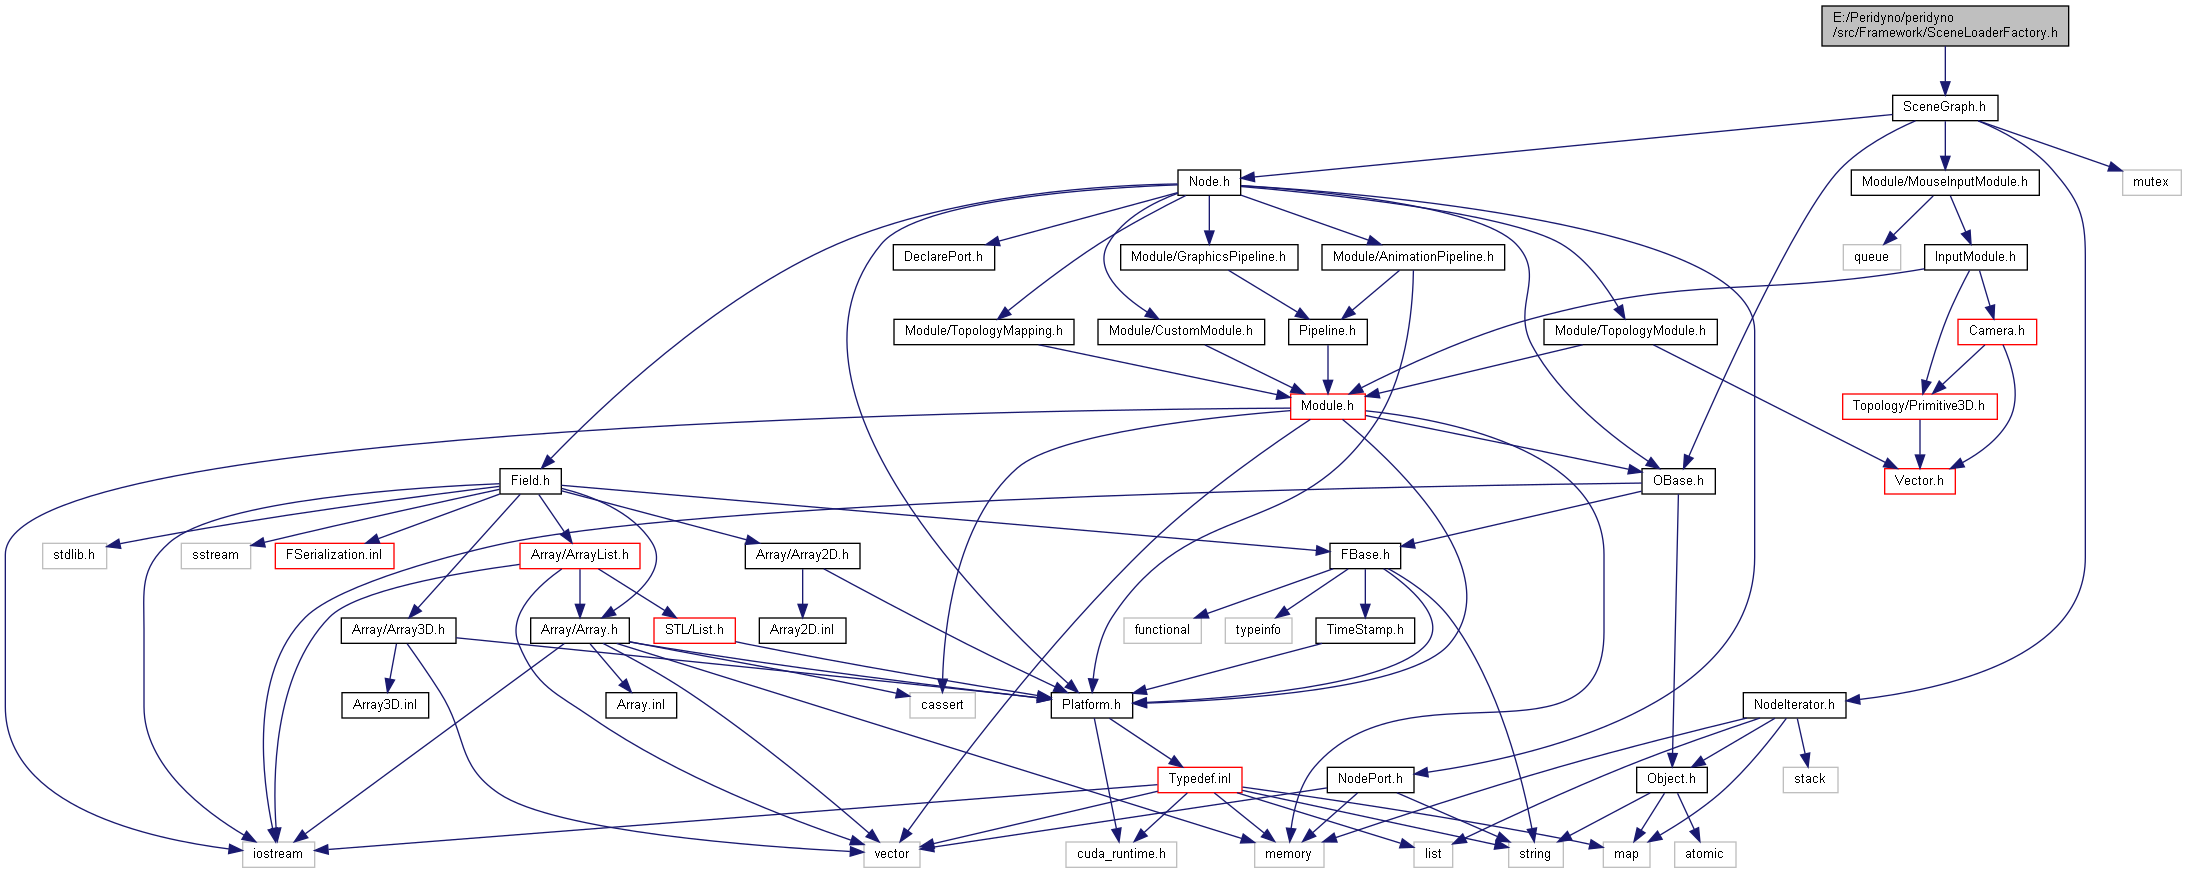 E:/Peridyno/peridyno
/src/Framework/SceneLoaderFactory.h
SceneGraph.h
Node.h
Module/MouseInputModule.h
mutex
DeclarePort.h
Module/GraphicsPipeline.h
Module/AnimationPipeline.h
queue
InputModule.h
Module/TopologyMapping.h
Module/CustomModule.h
Pipeline.h
Module/TopologyModule.h
Camera.h
Module.h
Topology/Primitive3D.h
Field.h
OBase.h
Vector.h
stdlib.h
sstream
FSerialization.inl
Array/ArrayList.h
Array/Array2D.h
FBase.h
Array/Array3D.h
Array/Array.h
STL/List.h
Array2D.inl
functional
typeinfo
TimeStamp.h
Array3D.inl
Array.inl
cassert
Platform.h
NodeIterator.h
Typedef.inl
NodePort.h
Object.h
stack
iostream
vector
cuda_runtime.h
memory
list
string
map
atomic